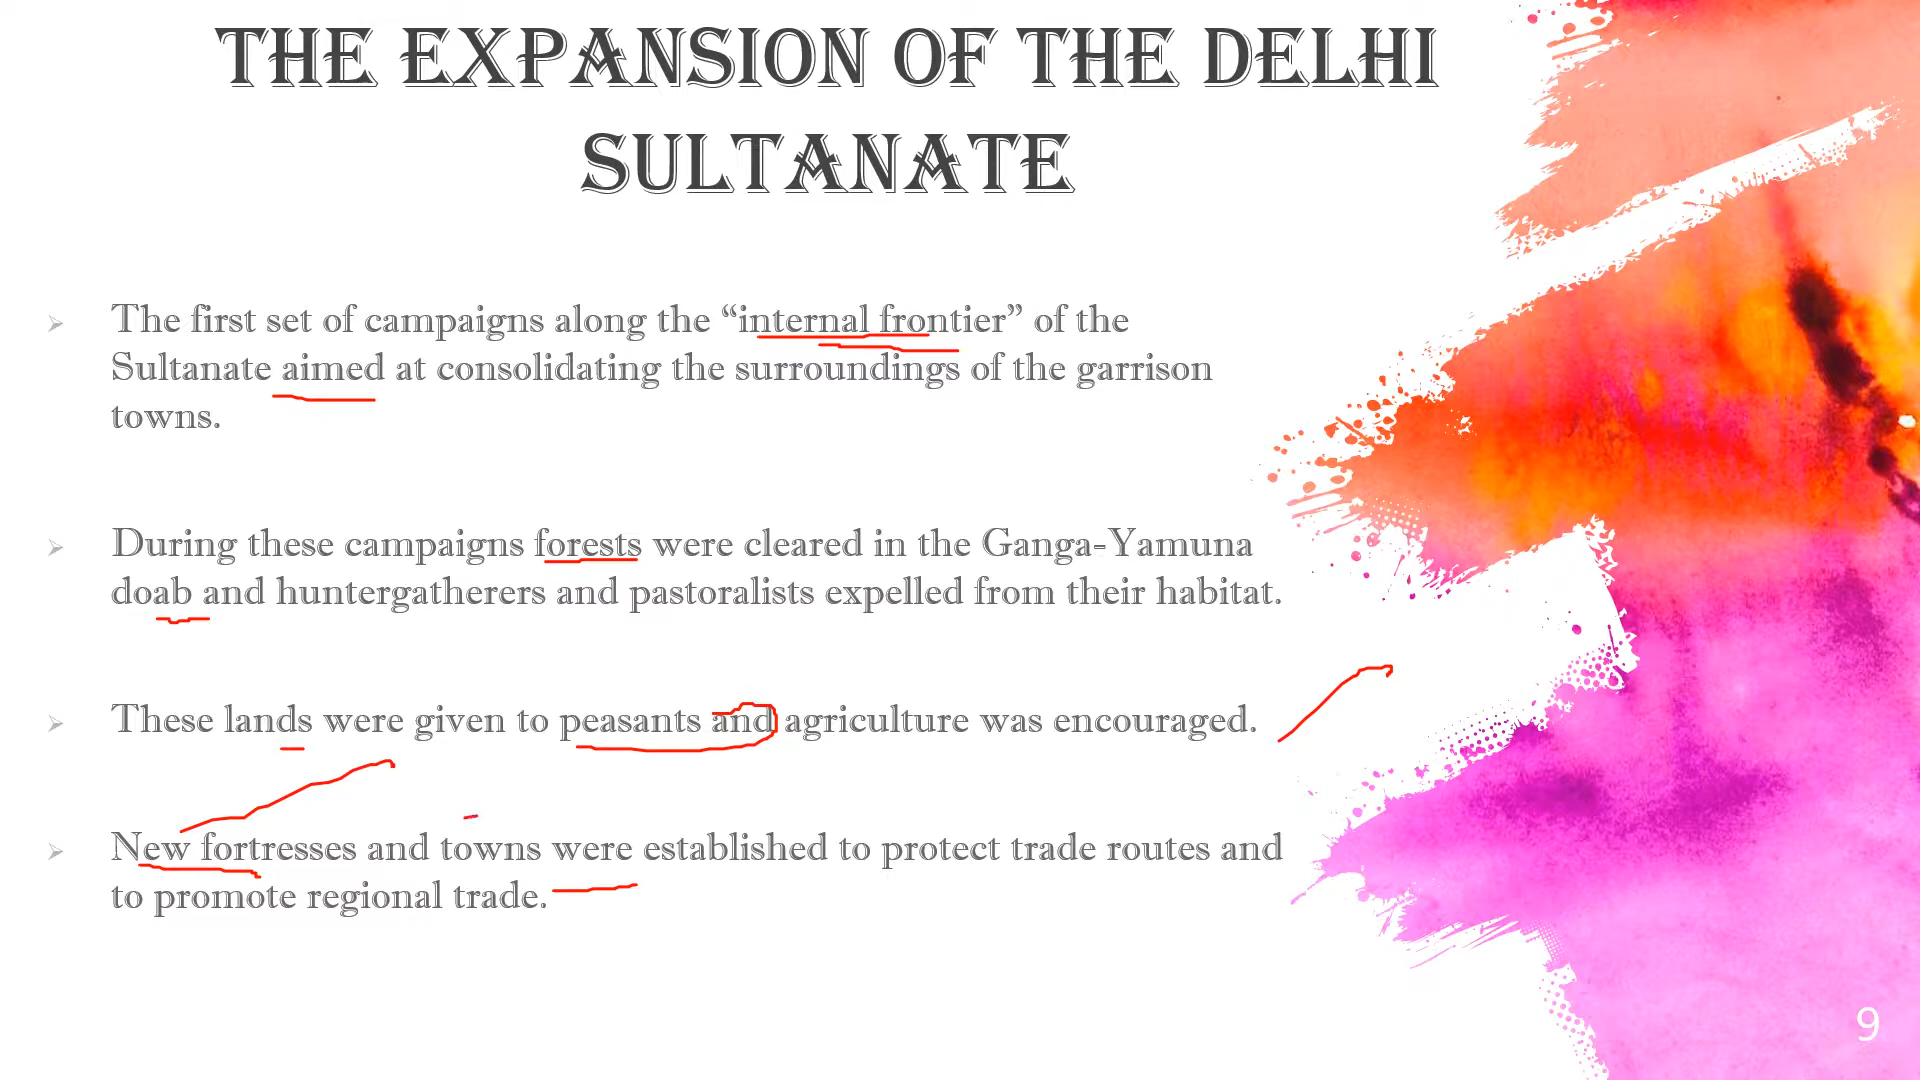 THE EXPANSION OF THE DELHI
SULTANATE
The first set of campaigns along the “internal frontier” of the
Sultanate aimed at consolidating the surroundings of the garrison
towns.
During these campaigns forests were cleared in the Ganga-Yamuna
doab and huntergatherers and pastoralists expelled from their habitat.
These lands were given to peasants and agriculture was encouraged.
New fortresses and towns were established to protect trade routes and
to promote regional trade.
9